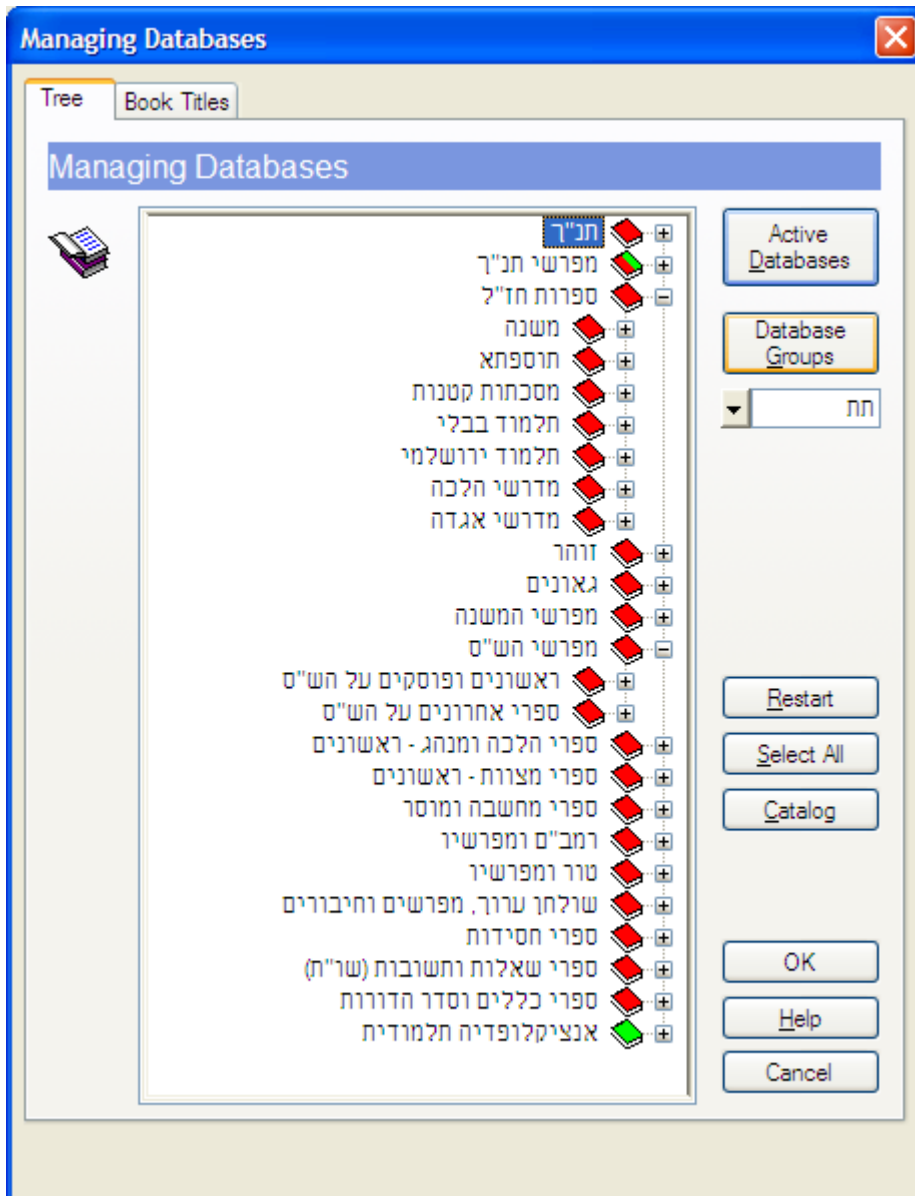 Managing Databases
Tree
Book Titles
Managing Databases
תנ"ך
מפרשי תנ"ך
ספרות חז"ל
משנה
תוספתא
מסכתות קטנות
תלמוד בבלי
תלמוד ירושלמי
מדרשי הלכה
מדרשי אגדה
זוהר
גאונים
מפרשי המשנה
מפרשי הש"ס
ראשונים ופוסקים על הש"ס
ספרי אחרונים על הש"ס
ספרי הלכה ומנהג - ראשונים
ספרי מצוות - ראשונים
ספרי מחשבה ומוסר
רמב"ם ומפרשיו
טור ומפרשיו
שולחן ערוך, מפרשים וחיבורים
ספרי חסידות
ספרי שאלות ותשובות (שו"ת)
ספרי כללים וסדר הדורות
אנציקלופדיה תלמודית
Active
Databases
Database
Groups
תת
Restart
Select All
Catalog
OK
Help
Cancel